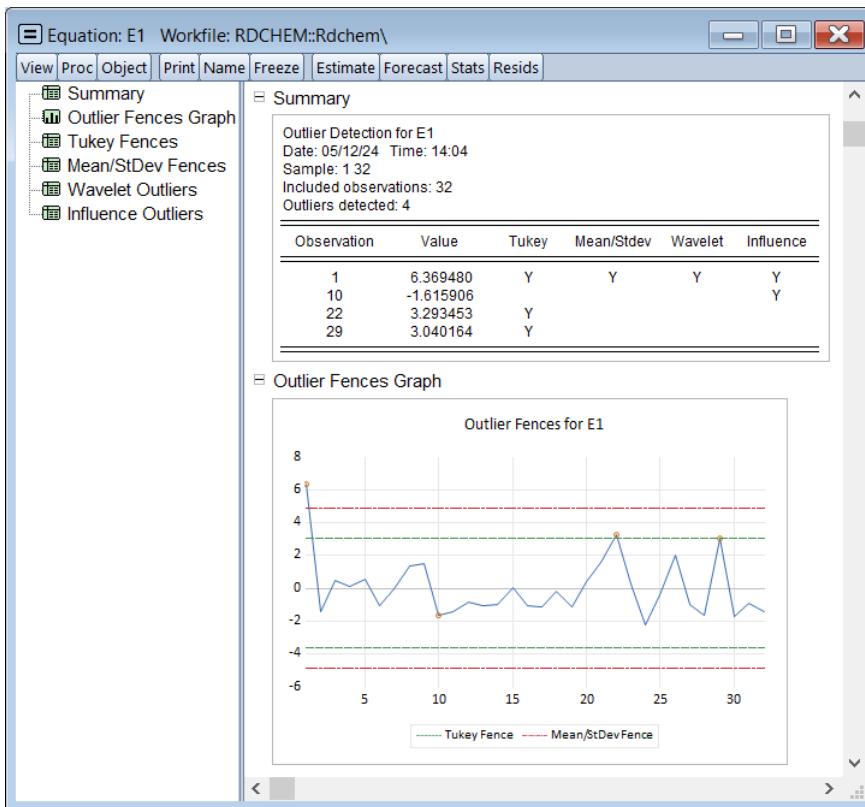 Equation: E1 Workfile: RDCHEM::Rdchem\
View Proc Object Print Name Freeze Estimate Forecast Stats Resids
Summary
Outlier Fences Graph
Tukey Fences
Mean/StDev Fences
Wavelet Outliers
Influence Outliers
Summary
Outlier Detection for E1
Date: 05/12/24 Time: 14:04
Sample: 1 32
Included observations: 32
Outliers detected: 4
Observation Value Tukey Mean/Stdev Wavelet Influence
1 6.369480 Y Y Y Y
10 -1.615906 Y
22 3.293453 Y
29 3.040164 Y
Outlier Fences Graph
Outlier Fences for E1
8
6
4
2
0
-2
-4
-6
5 10 15 20 25 30
Tukey Fence Mean/StDev Fence